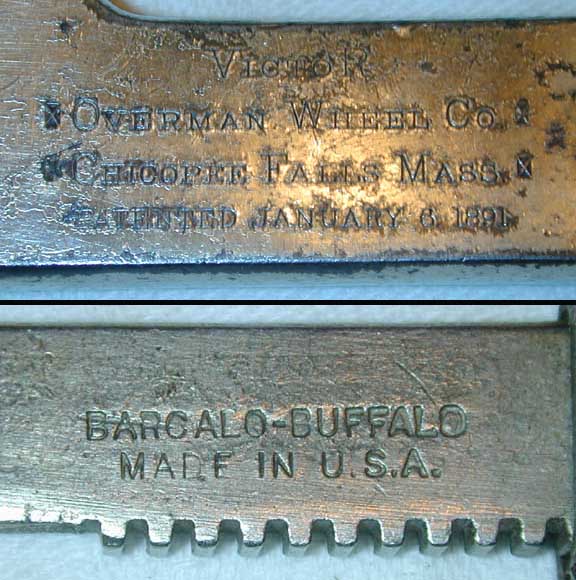 VICTOR
OVERMAN WHEEL CO.
CHICOPEE FALLS MASS.
PATENTED JANUARY 6 1891
BARCALO-BUFFALO
MADE IN U.S.A.